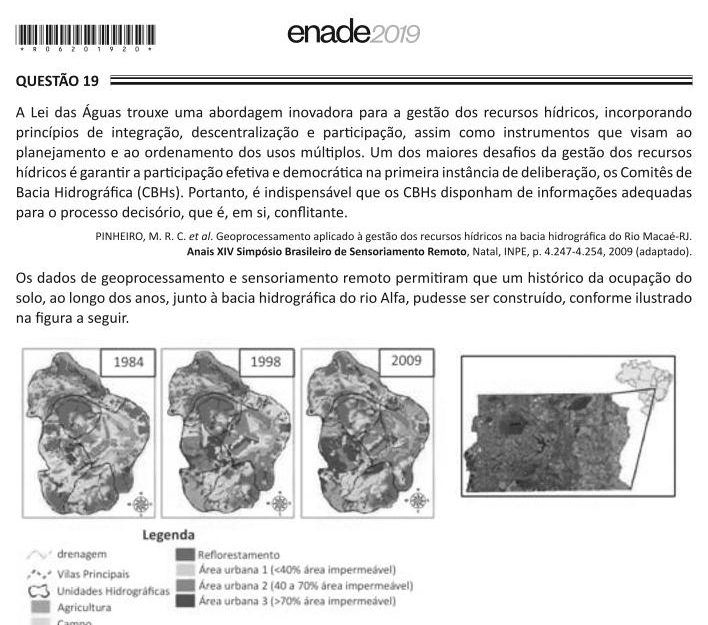 enade2019
* R 0 6 2 0 1 9 2 0 *
QUESTÃO 19
A Lei das Águas trouxe uma abordagem inovadora para a gestão dos recursos hídricos, incorporando
princípios de integração, descentralização e participação, assim como instrumentos que visam ao
planejamento e ao ordenamento dos usos múltiplos. Um dos maiores desafios da gestão dos recursos
hídricos é garantir a participação efetiva e democrática na primeira instância de deliberação, os Comitês de
Bacia Hidrográfica (CBHs). Portanto, é indispensável que os CBHs disponham de informações adequadas
para o processo decisório, que é, em si, conflitante.
PINHEIRO, M. R. C. et al. Geoprocessamento aplicado à gestão dos recursos hídricos na bacia hidrográfica do Rio Macaé-RJ.
Anais XIV Simpósio Brasileiro de Sensoriamento Remoto, Natal, INPE, p. 4.247-4.254, 2009 (adaptado).
Os dados de geoprocessamento e sensoriamento remoto permitiram que um histórico da ocupação do
solo, ao longo dos anos, junto à bacia hidrográfica do rio Alfa, pudesse ser construído, conforme ilustrado
na figura a seguir.
1984
1998
2009
Legenda
drenagem
Vilas Principais
Unidades Hidrográficas
Agricultura
Campo
Reflorestamento
Área urbana 1 (<40% área impermeável)
Área urbana 2 (40 a 70% área impermeável)
Área urbana 3 (>70% área impermeável)